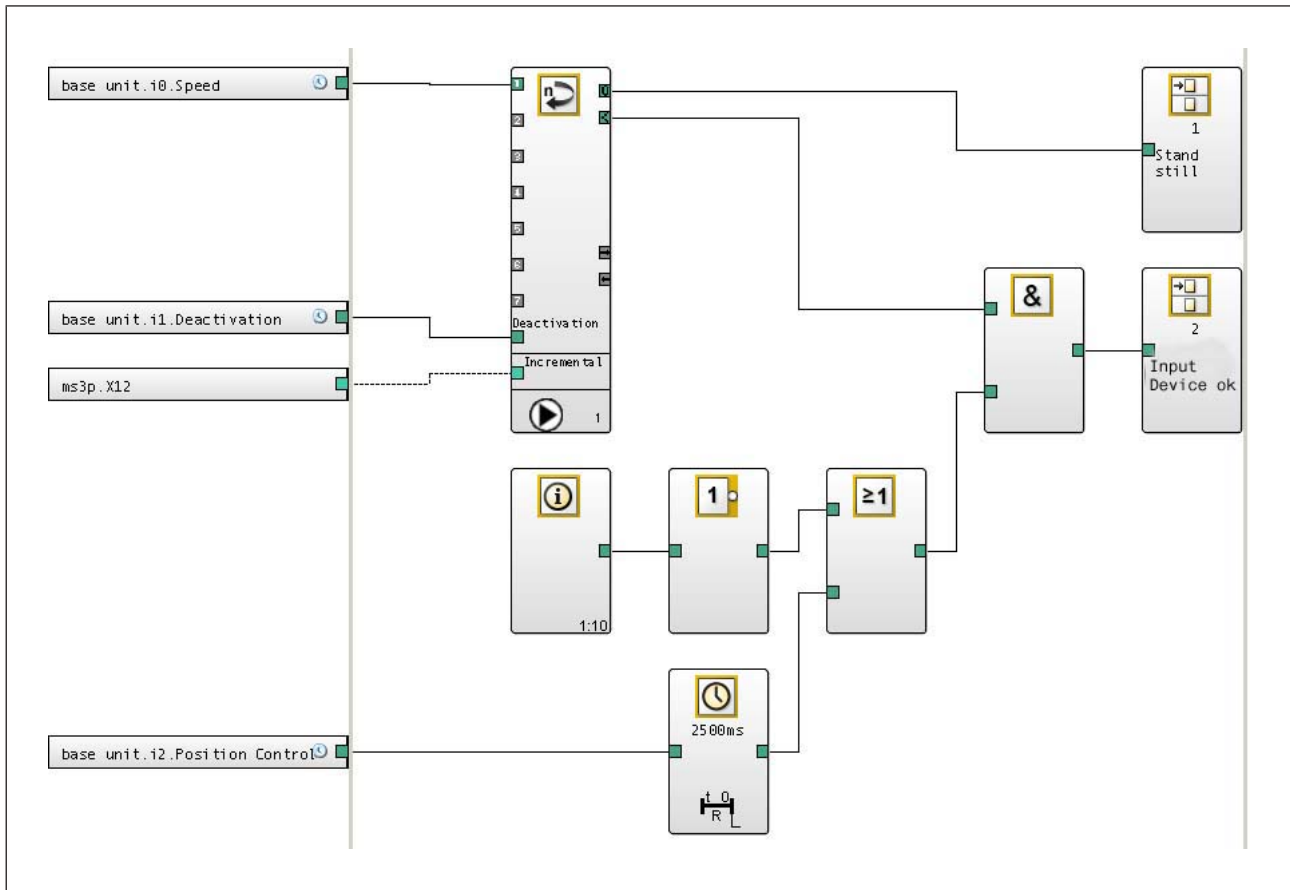 base unit.i0.Speed
n
1
0
<
2
3
4
5
6
7
1
Stand
still
base unit.i1.Deactivation
Deactivation
Incremental
ms3p.X12
1
&
2
Input
Device ok
i
1:10
1
≥1
base unit.i2.Position Control
2500ms
t 0
R